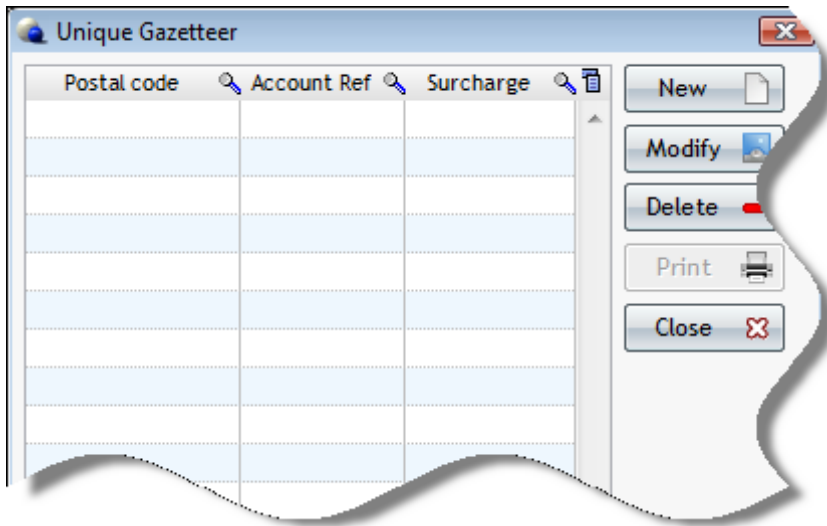 Unique Gazetteer
Postal code Account Ref Surcharge
New
Modify
Delete
Print
Close